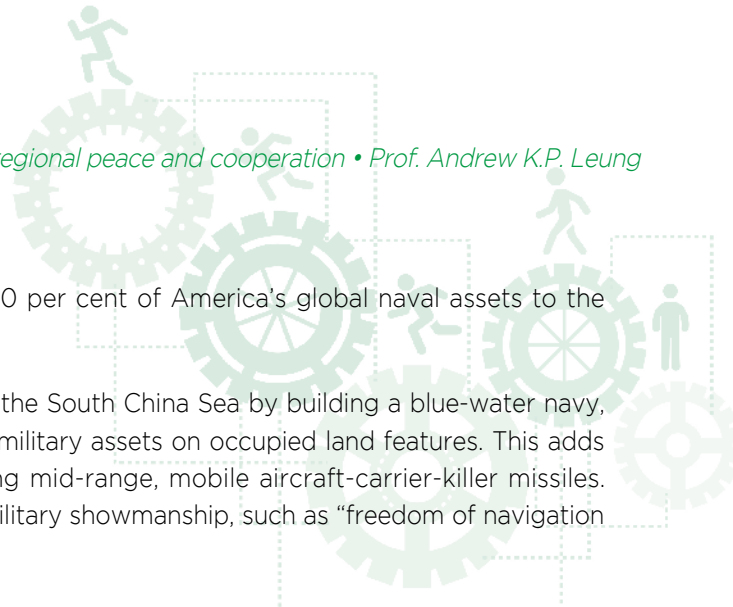 regional peace and cooperation • Prof. Andrew K.P. Leung
0 per cent of America’s global naval assets to the
the South China Sea by building a blue-water navy,
military assets on occupied land features. This adds
ng mid-range, mobile aircraft-carrier-killer missiles.
ilitary showmanship, such as “freedom of navigation